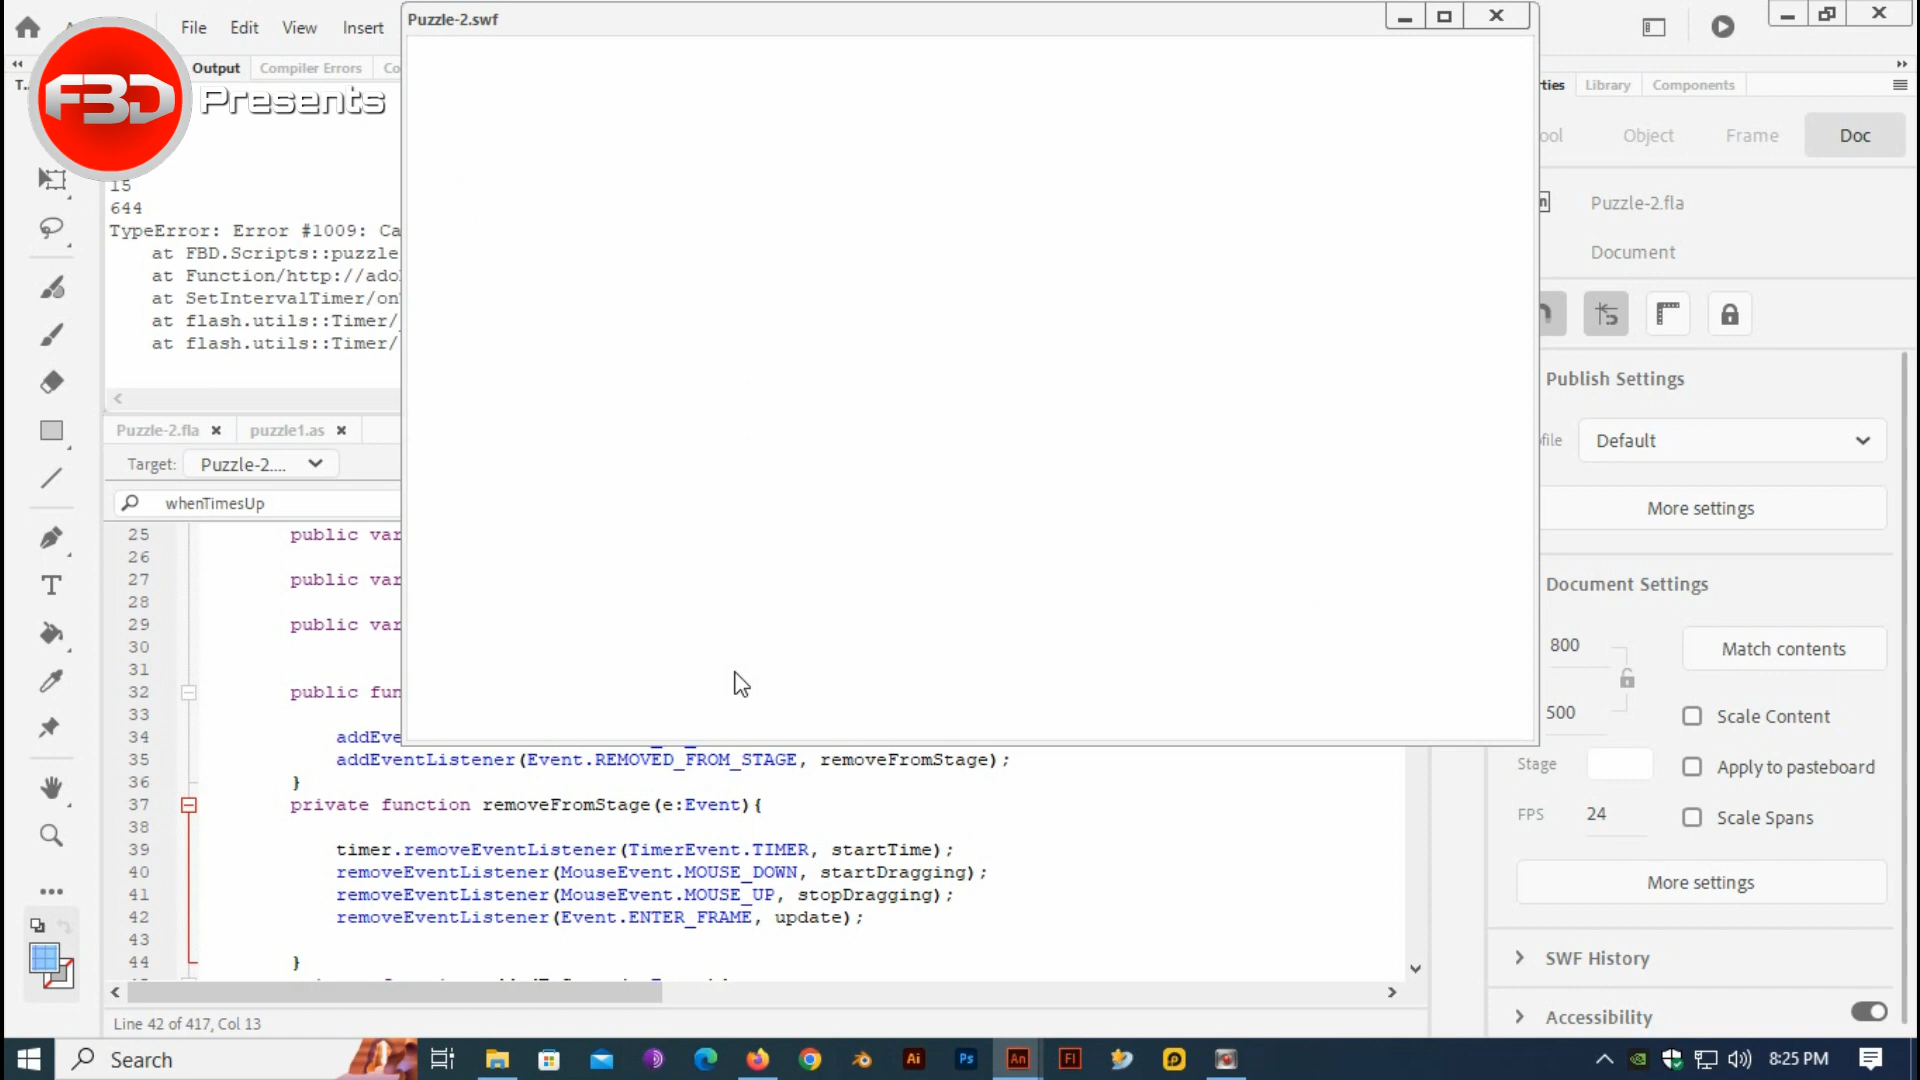 File Edit View Insert
Puzzle-2.swf
FBD Presents
Output Compiler Errors Co
T..
rties Library Components
ool Object Frame Doc
15
644
TypeError: Error #1009: Ca
at FBD.Scripts::puzzle
at Function/http://ado
at SetIntervalTimer/on
at flash.utils::Timer/
at flash.utils::Timer/
Puzzle-2.fla
Document
Publish Settings
Default
More settings
Puzzle-2.fla puzzle1.as
Target: Puzzle-2....
whenTimesUp
25 public var
26
27 public var
28
29 public var
30
31
32 public fun
33
34 addEve
35 addEventListener(Event.REMOVED_FROM_STAGE, removeFromStage);
36 }
37 private function removeFromStage(e:Event){
38
39 timer.removeEventListener(TimerEvent.TIMER, startTime);
40 removeEventListener(MouseEvent.MOUSE_DOWN, startDragging);
41 removeEventListener(MouseEvent.MOUSE_UP, stopDragging);
42 removeEventListener(Event.ENTER_FRAME, update);
43
44 }
Document Settings
800
Match contents
500
Scale Content
Stage
Apply to pasteboard
FPS 24
Scale Spans
More settings
SWF History
Accessibility
Line 42 of 417, Col 13
Search
Ai Ps An Fl
8:25 PM